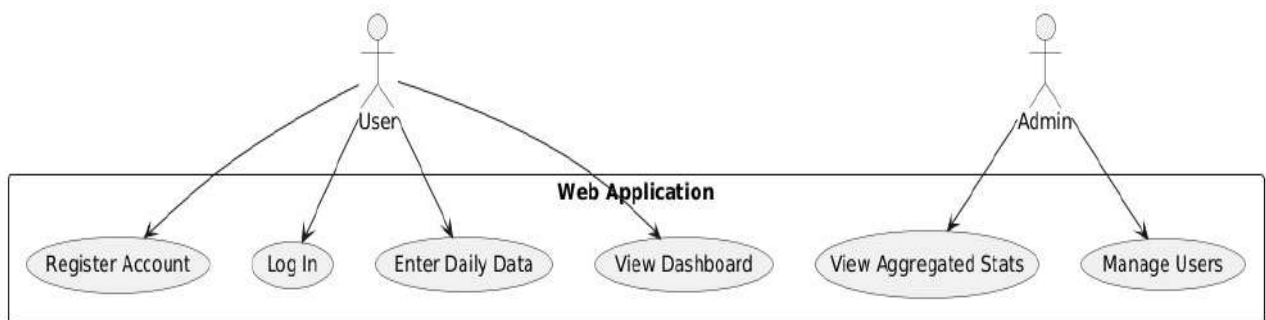 User
Admin
Web Application
Register Account
Log In
Enter Daily Data
View Dashboard
View Aggregated Stats
Manage Users